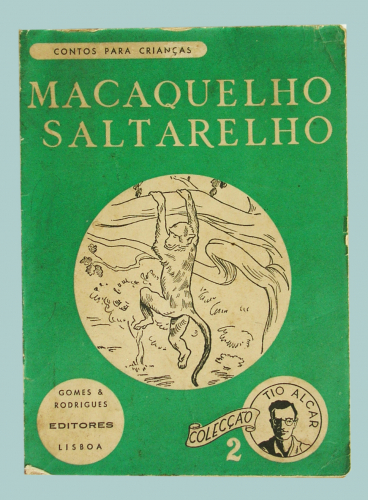 CONTOS PARA CRIANÇAS
MACAQUELHO
SALTARELHO
GOMES &
RODRIGUES
EDITORES
LISBOA
COLECÇÃO
TIO ALCAR
2